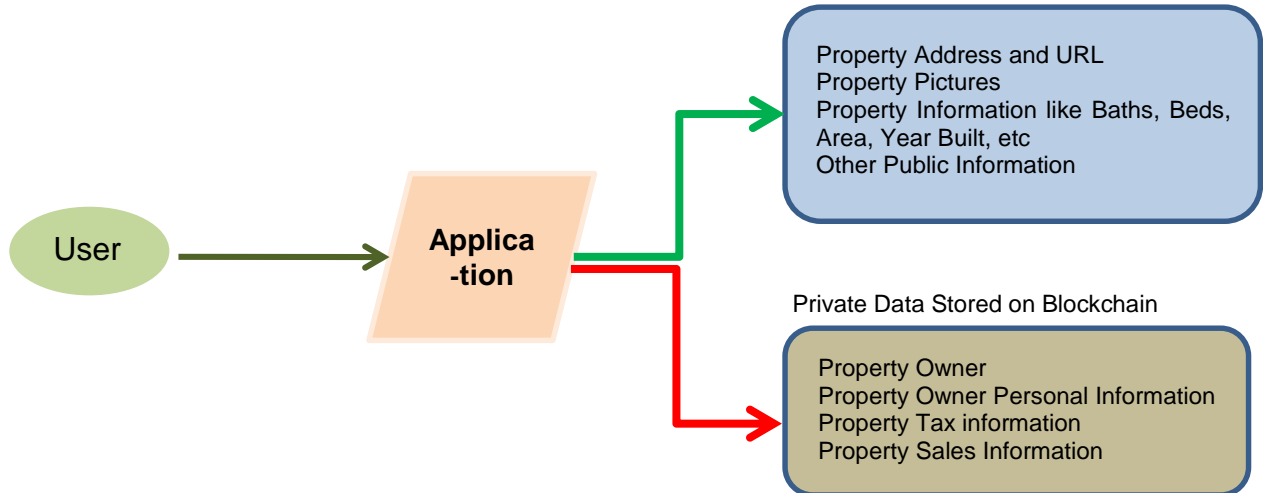 User
Applica
-tion
Property Address and URL
Property Pictures
Property Information like Baths, Beds,
Area, Year Built, etc
Other Public Information
Private Data Stored on Blockchain
Property Owner
Property Owner Personal Information
Property Tax information
Property Sales Information